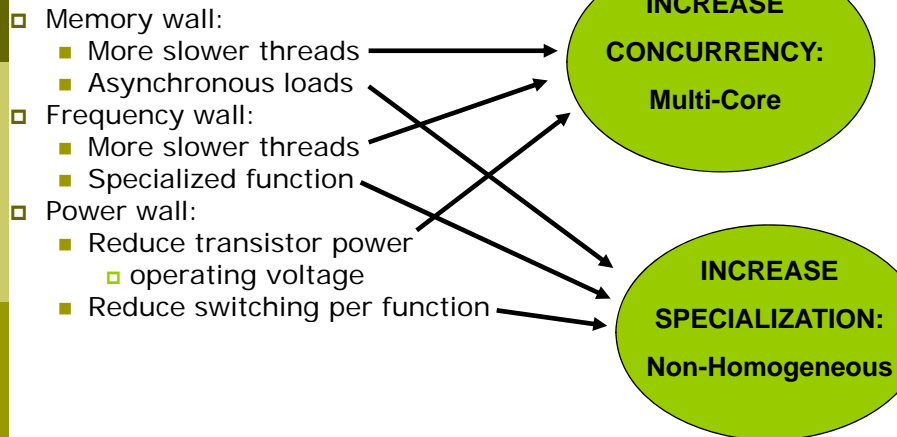 Memory wall:
More slower threads
Asynchronous loads
Frequency wall:
More slower threads
Specialized function
Power wall:
Reduce transistor power
operating voltage
Reduce switching per function
INCREASE
CONCURRENCY:
Multi-Core
INCREASE
SPECIALIZATION:
Non-Homogeneous